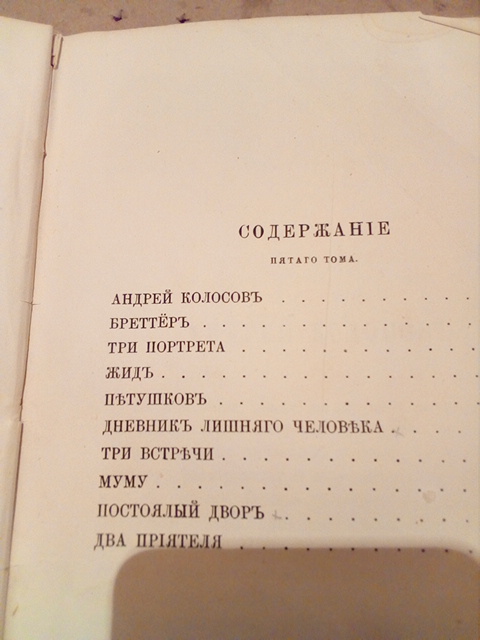 СОДЕРЖАНІЕ
ПЯТАГО ТОМА.
АНДРЕЙ КОЛОСОВЪ . . . . . . . . .
БРЕТТЁРЪ . . . . . . . . . . . . .
ТРИ ПОРТРЕТА . . . . . . . . . . .
ЖИДЪ . . . . . . . . . . . . . . . .
ПѢТУШКОВЪ . . . . . . . . . . . . .
ДНЕВНИКЪ ЛИШНЯГО ЧЕЛОВѢКА . . . .
ТРИ ВСТРѢЧИ . . . . . . . . . . . .
МУМУ . . . . . . . . . . . . . . .
ПОСТОЯЛЫЙ ДВОРЪ . . . . . . . . .
ДВА ПРІЯТЕЛЯ . . . . . . . . . . .